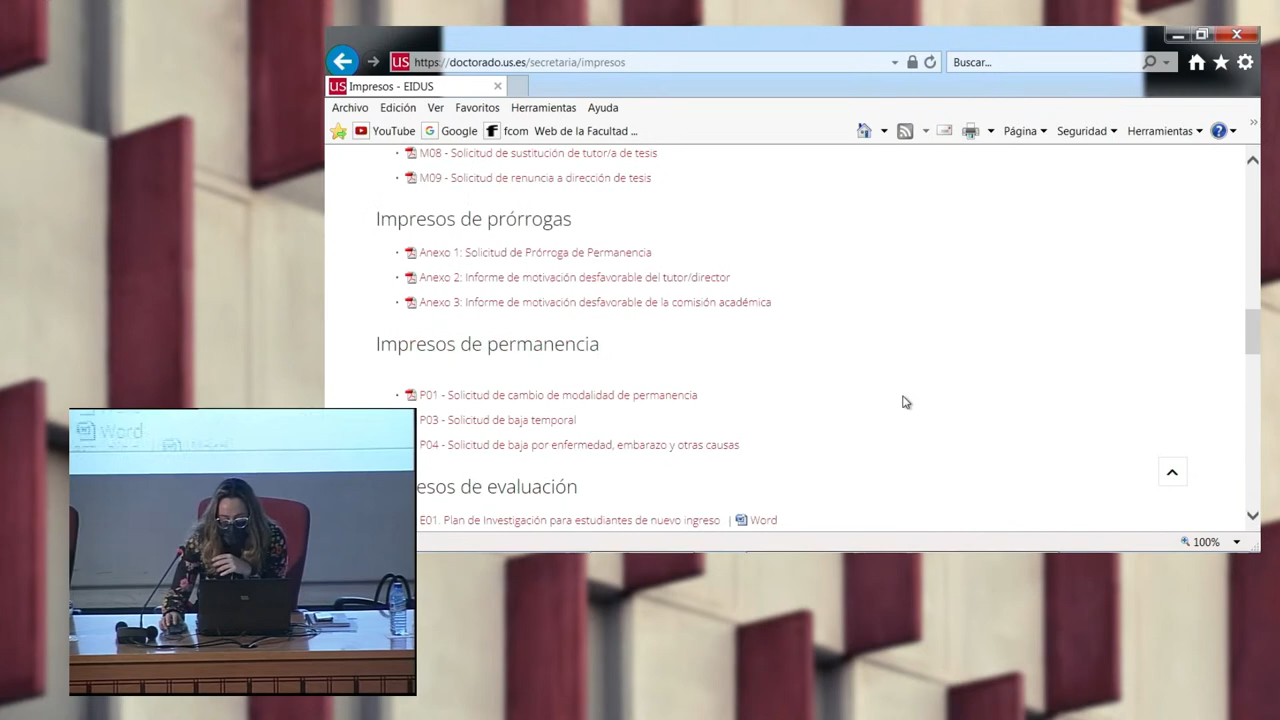 US https://doctorado.us.es/secretaria/impresos
Buscar...
US Impresos - EIDUS
Archivo Edición Ver Favoritos Herramientas Ayuda
YouTube G Google fcom Web de la Facultad ...
Página Seguridad Herramientas
M08 - Solicitud de sustitución de tutor/a de tesis
M09 - Solicitud de renuncia a dirección de tesis
Impresos de prórrogas
Anexo 1: Solicitud de Prórroga de Permanencia
Anexo 2: Informe de motivación desfavorable del tutor/director
Anexo 3: Informe de motivación desfavorable de la comisión académica
Impresos de permanencia
P01 - Solicitud de cambio de modalidad de permanencia
P03 - Solicitud de baja temporal
P04 - Solicitud de baja por enfermedad, embarazo y otras causas
esos de evaluación
E01. Plan de Investigación para estudiantes de nuevo ingreso | Word
100%
Word